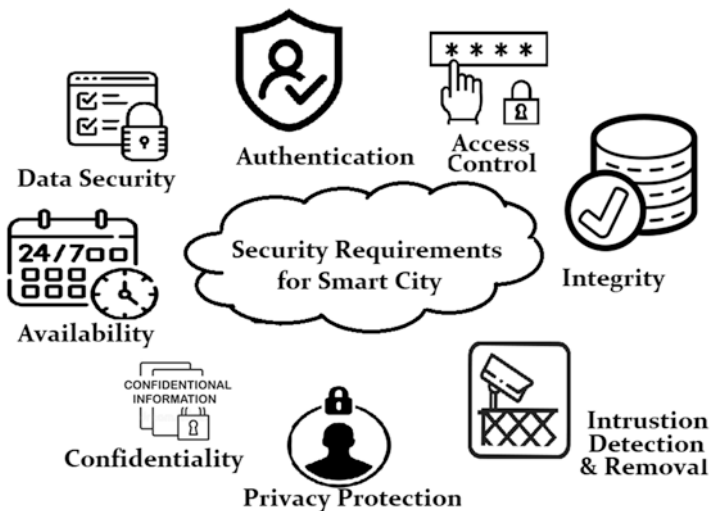 Authentication
* * * *
Access
Control
Data Security
Security Requirements
for Smart City
24/7
Availability
Integrity
CONFIDENTIONAL
INFORMATION
Confidentiality
Privacy Protection
Intrustion
Detection
& Removal